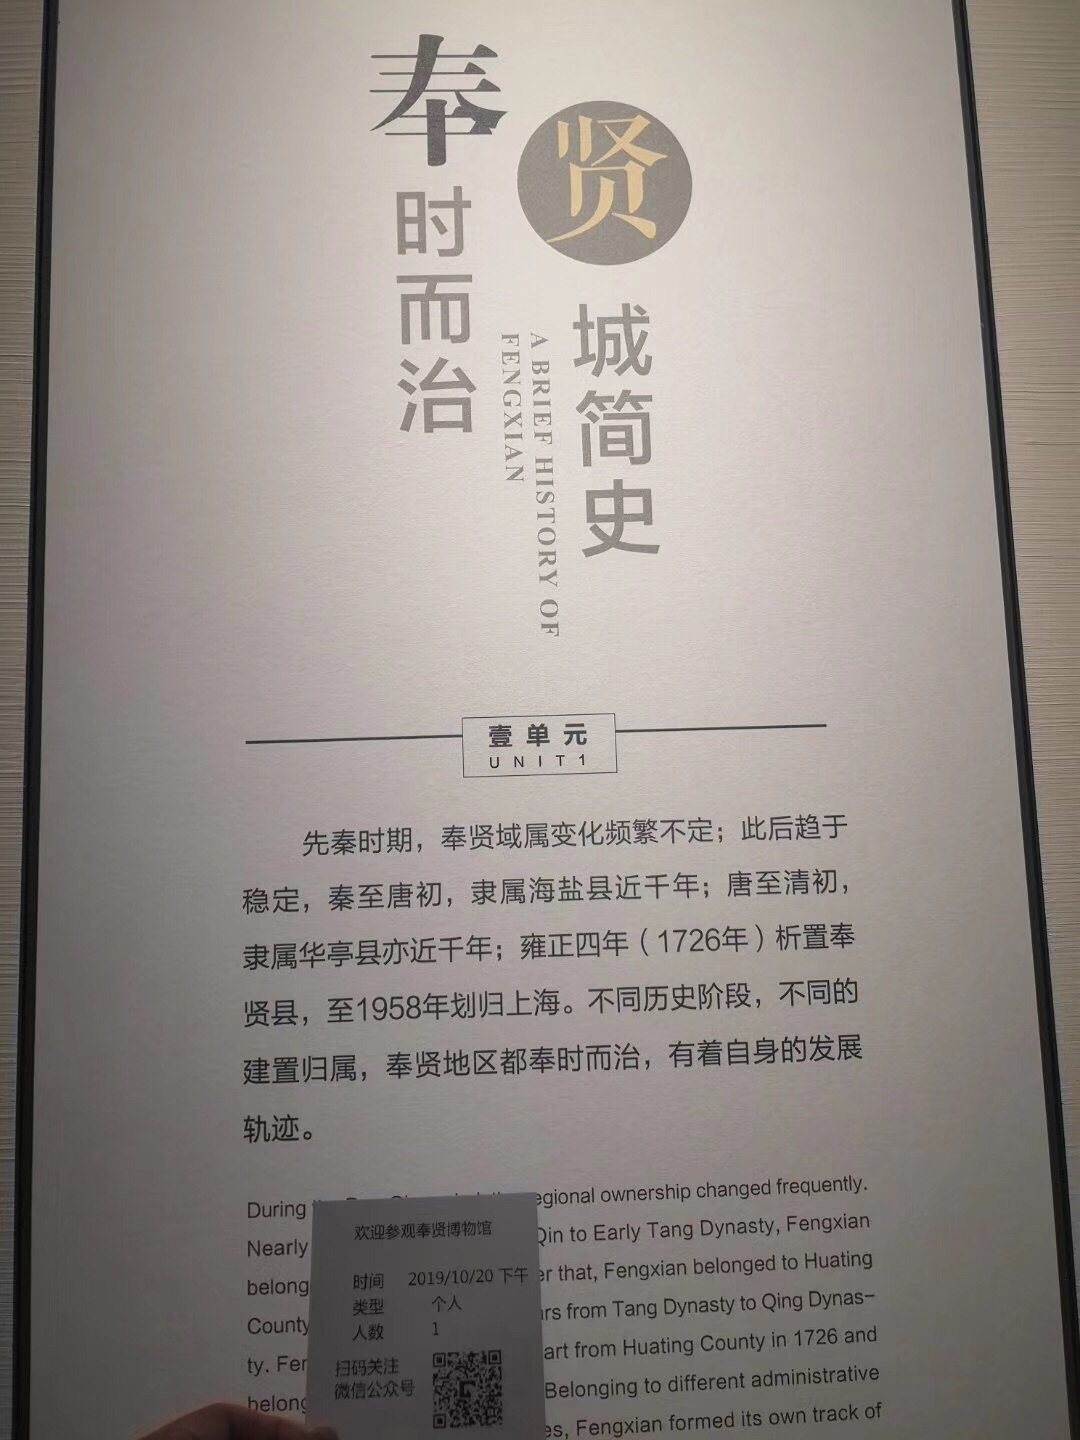 奉时而治
贤城简史
A BRIEF HISTORY OF
FENGXIAN
壹单元
UNIT1
先秦时期，奉贤域属变化频繁不定；此后趋于
稳定，秦至唐初，隶属海盐县近千年；唐至清初，
隶属华亭县亦近千年；雍正四年（1726年）析置奉
贤县，至1958年划归上海。不同历史阶段，不同的
建置归属，奉贤地区都奉时而治，有着自身的发展
轨迹。
During egional ownership changed frequently.
Nearly Qin to Early Tang Dynasty, Fengxian
belong er that, Fengxian belonged to Huating
County rs from Tang Dynasty to Qing Dynas-
ty. Fen art from Huating County in 1726 and
belong Belonging to different administrative
es, Fengxian formed its own track of
欢迎参观奉贤博物馆
时间 2019/10/20 下午
类型 个人
人数 1
扫码关注
微信公众号